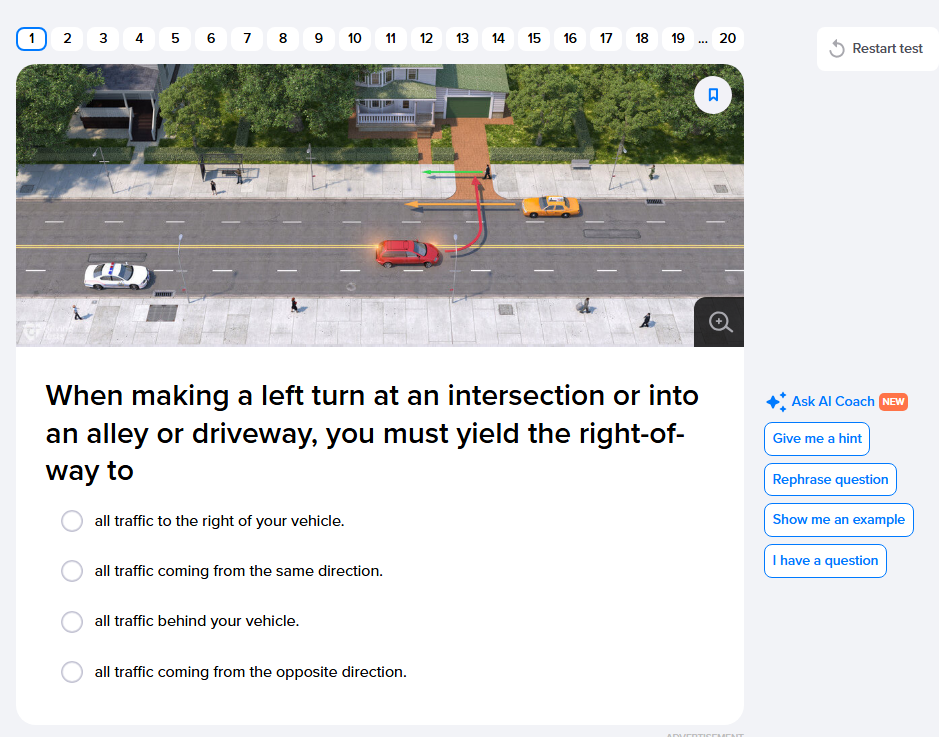 1 2 3 4 5 6 7 8 9 10 11 12 13 14 15 16 17 18 19 ... 20
Restart test
When making a left turn at an intersection or into
an alley or driveway, you must yield the right-of-
way to
all traffic to the right of your vehicle.
all traffic coming from the same direction.
all traffic behind your vehicle.
all traffic coming from the opposite direction.
Ask AI Coach NEW
Give me a hint
Rephrase question
Show me an example
I have a question
ADVERTISEMENT